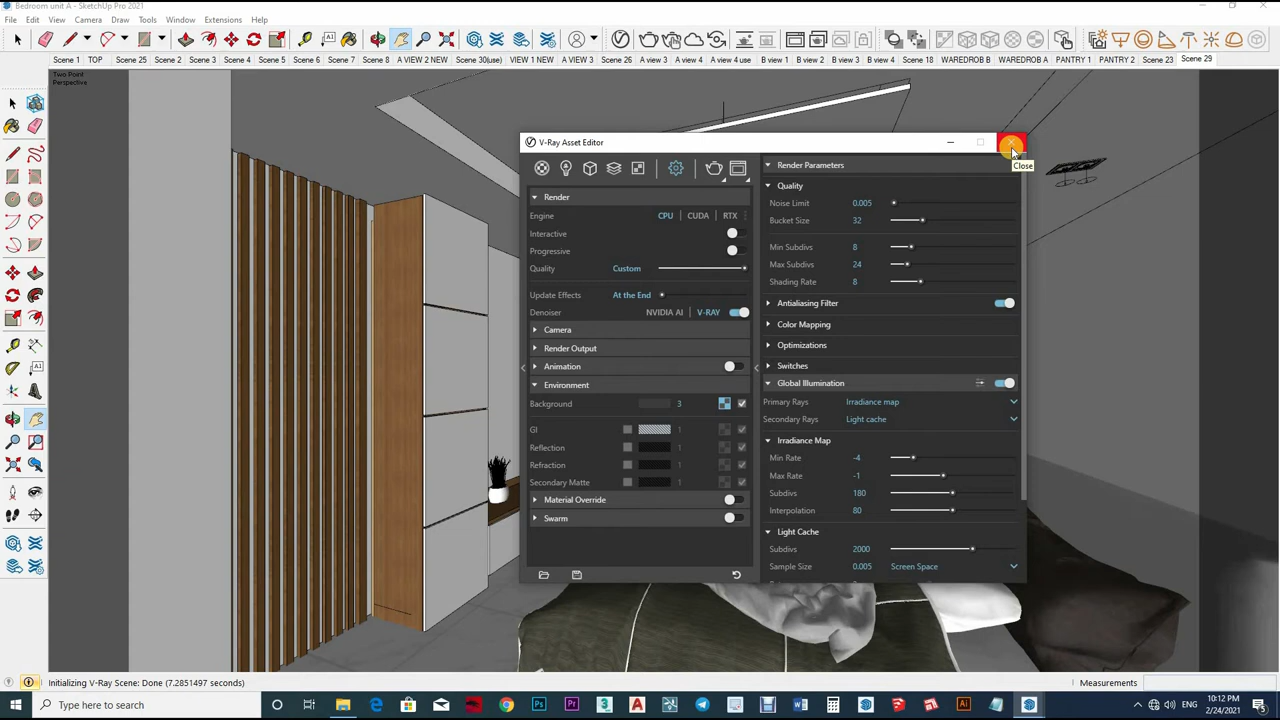 Bedroom unit A - SketchUp Pro 2021
File Edit View Camera Draw Tools Window Extensions Help
Scene 1 TOP Scene 25 Scene 2 Scene 3 Scene 4 Scene 5 Scene 6 Scene 7 Scene 8 A VIEW 2 NEW Scene 30(use) VIEW 1 NEW A VIEW 3 Scene 26 A view 3 A view 4 A view 4 use B view 1 B view 2 B view 3 B view 4 Scene 18 WAREDROB B WAREDROB A PANTRY 1 PANTRY 2 Scene 23 Scene 29
Two Point
Perspective
V-Ray Asset Editor
Close
Render
Engine CPU | CUDA | RTX
Interactive
Progressive
Quality Custom
Update Effects At the End
Denoiser NVIDIA AI | V-RAY
Camera
Render Output
Animation
Environment
Background 3
GI 1
Reflection 1
Refraction 1
Secondary Matte 1
Material Override
Swarm
Render Parameters
Quality
Noise Limit 0.005
Bucket Size 32
Min Subdivs 8
Max Subdivs 24
Shading Rate 8
Antialiasing Filter
Color Mapping
Optimizations
Switches
Global Illumination
Primary Rays Irradiance map
Secondary Rays Light cache
Irradiance Map
Min Rate -4
Max Rate -1
Subdivs 180
Interpolation 80
Light Cache
Subdivs 2000
Sample Size 0.005 Screen Space
Initializing V-Ray Scene: Done (7.2851497 seconds)
Measurements
Type here to search
ENG
10:12 PM
2/24/2021